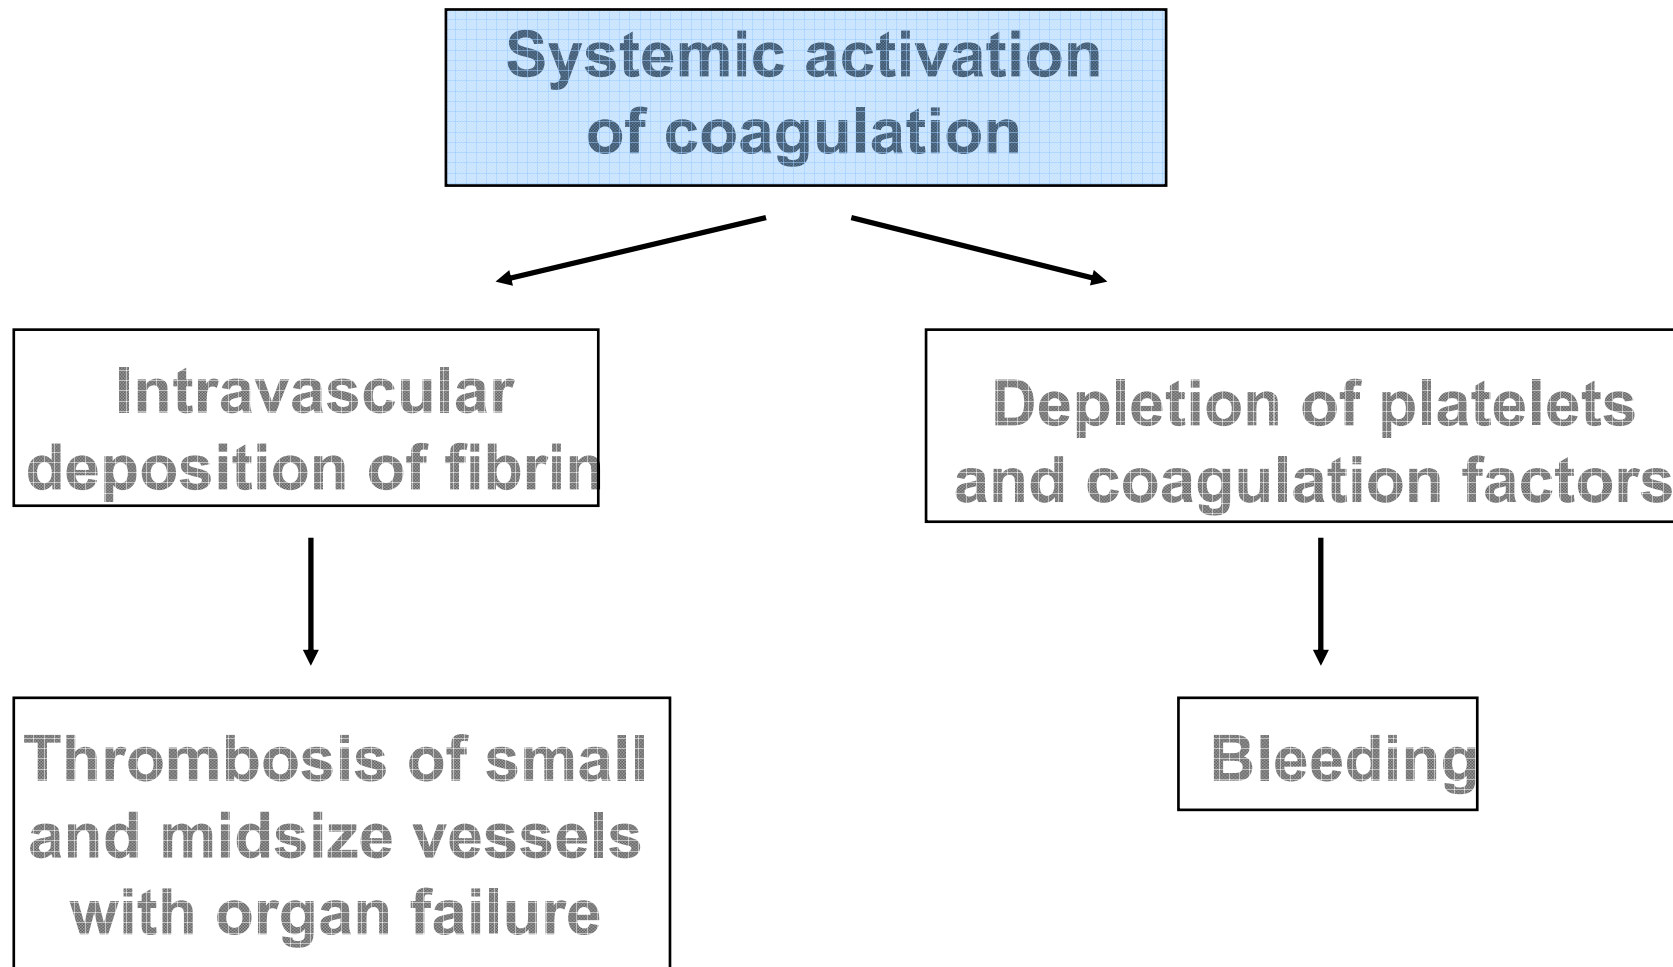 Systemic activation
of coagulation
Intravascular
deposition of fibrin
Depletion of platelets
and coagulation factors
Thrombosis of small
and midsize vessels
with organ failure
Bleeding